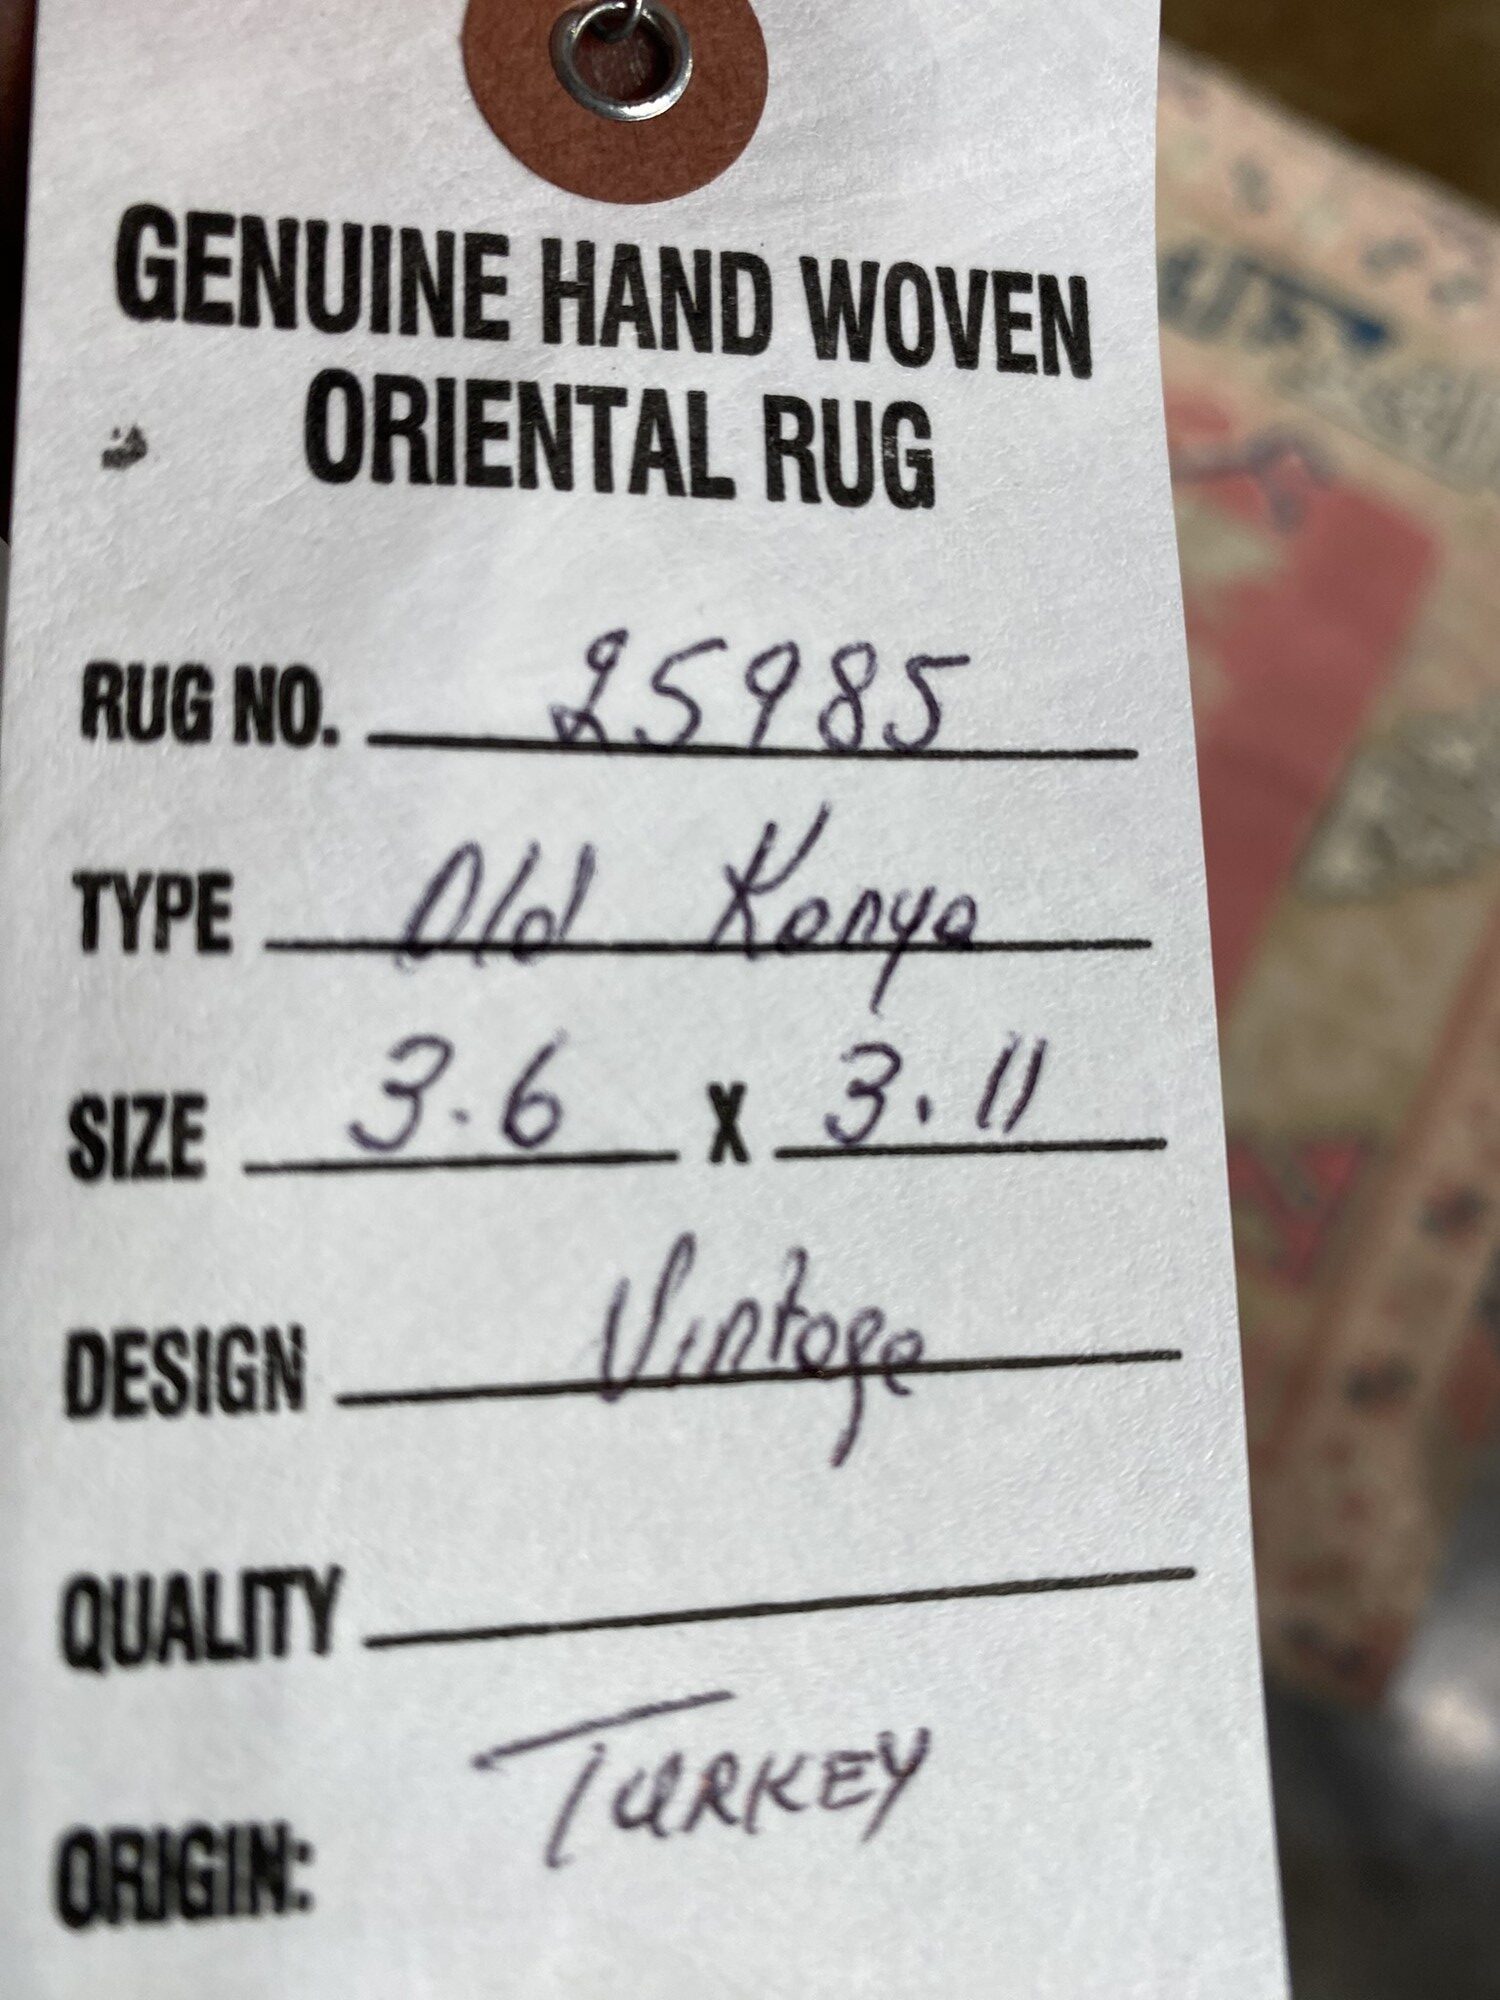 GENUINE HAND WOVEN
ORIENTAL RUG
RUG NO. 25985
TYPE Old Konya
SIZE 3.6 X 3.11
DESIGN Vintage
QUALITY
ORIGIN: TURKEY